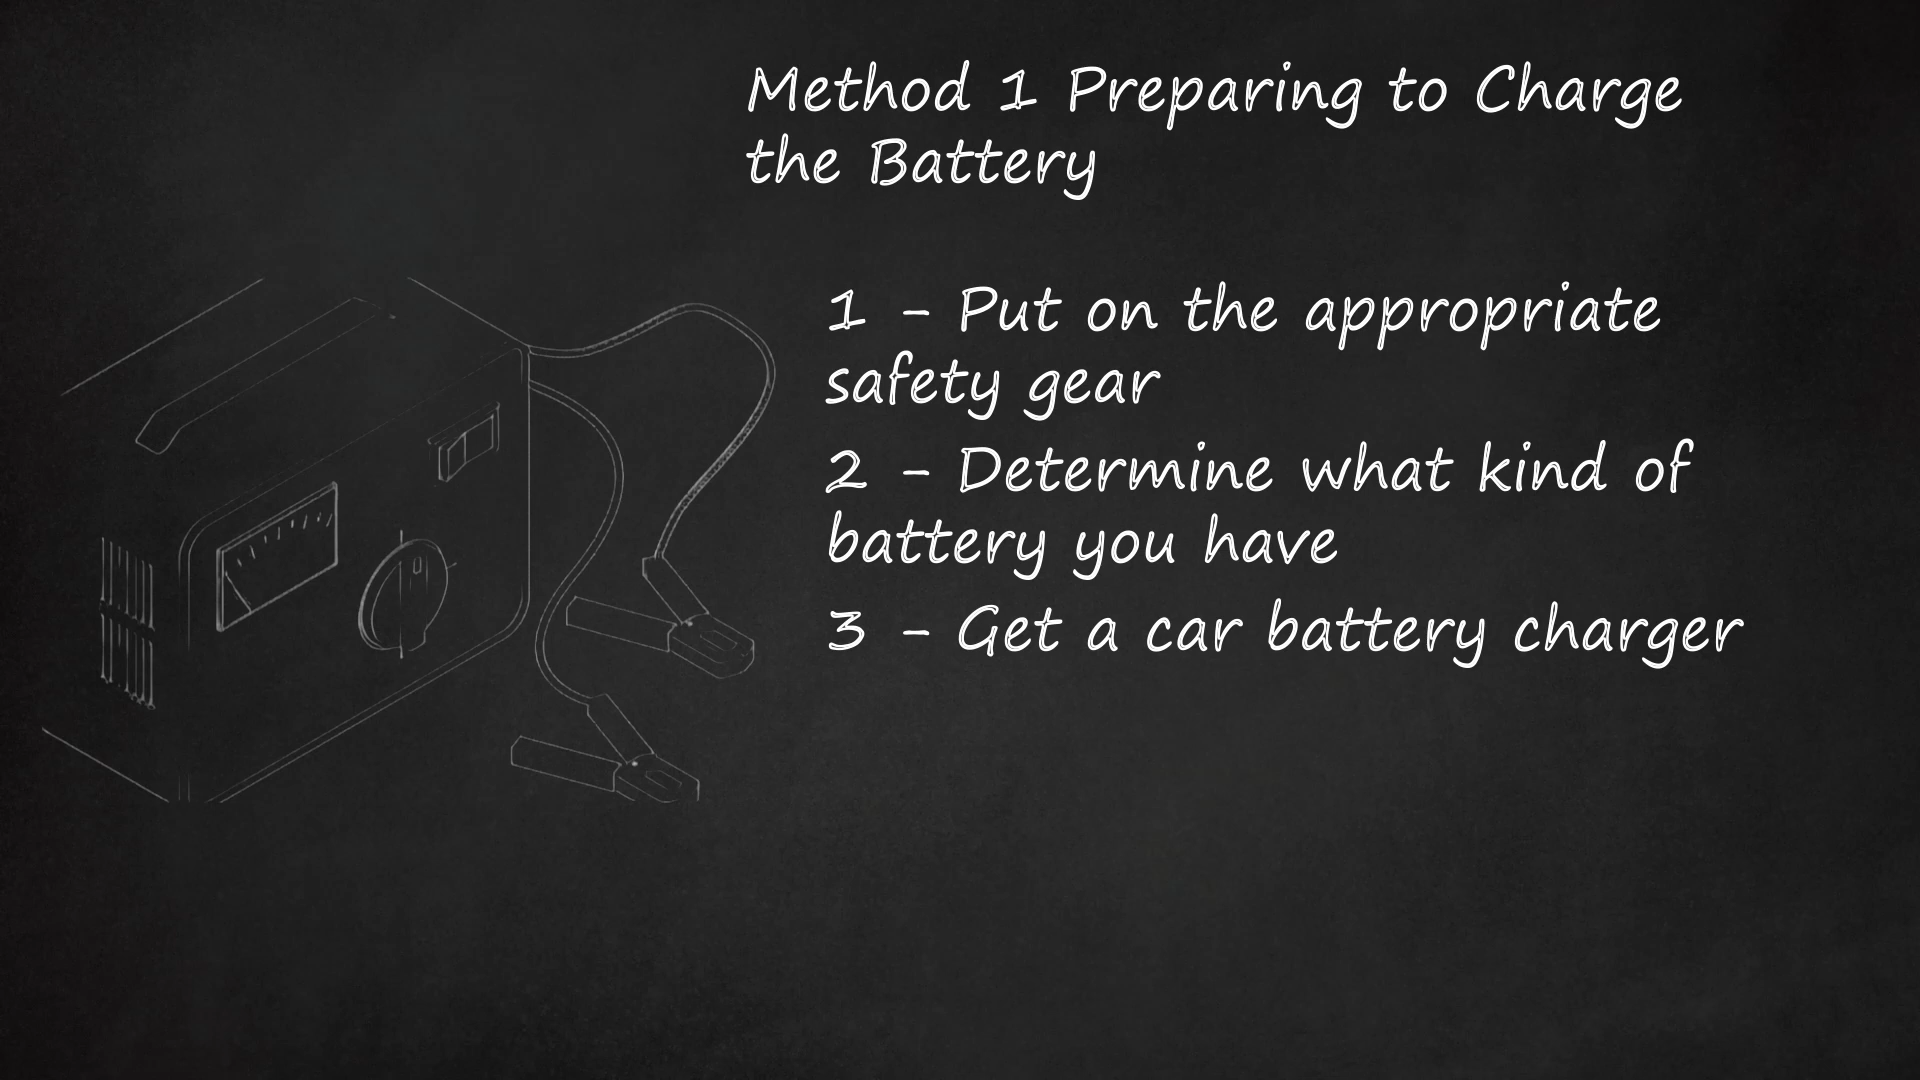 Method 1 Preparing to Charge
the Battery
1 - Put on the appropriate
safety gear
2 - Determine what kind of
battery you have
3 - Get a car battery charger